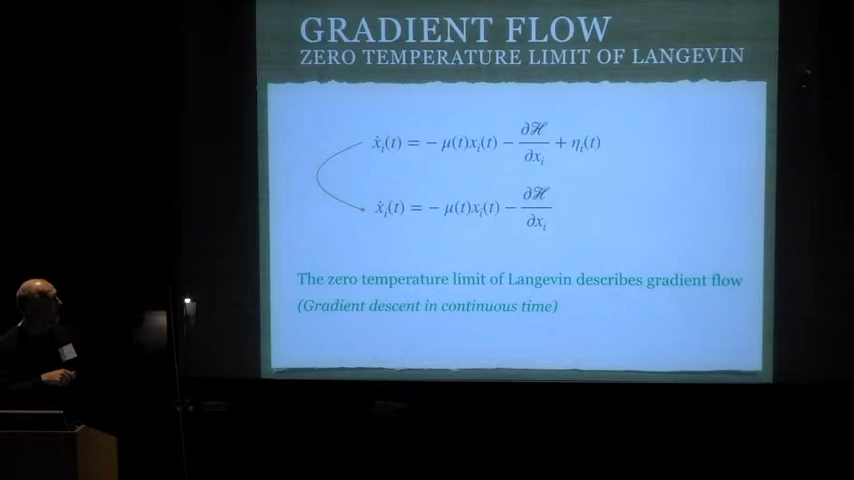 GRADIENT FLOW
ZERO TEMPERATURE LIMIT OF LANGEVIN
ẋᵢ(t) = − μ(t)xᵢ(t) − ∂ℋ/∂xᵢ + ηᵢ(t)
ẋᵢ(t) = − μ(t)xᵢ(t) − ∂ℋ/∂xᵢ
The zero temperature limit of Langevin describes gradient flow
(Gradient descent in continuous time)